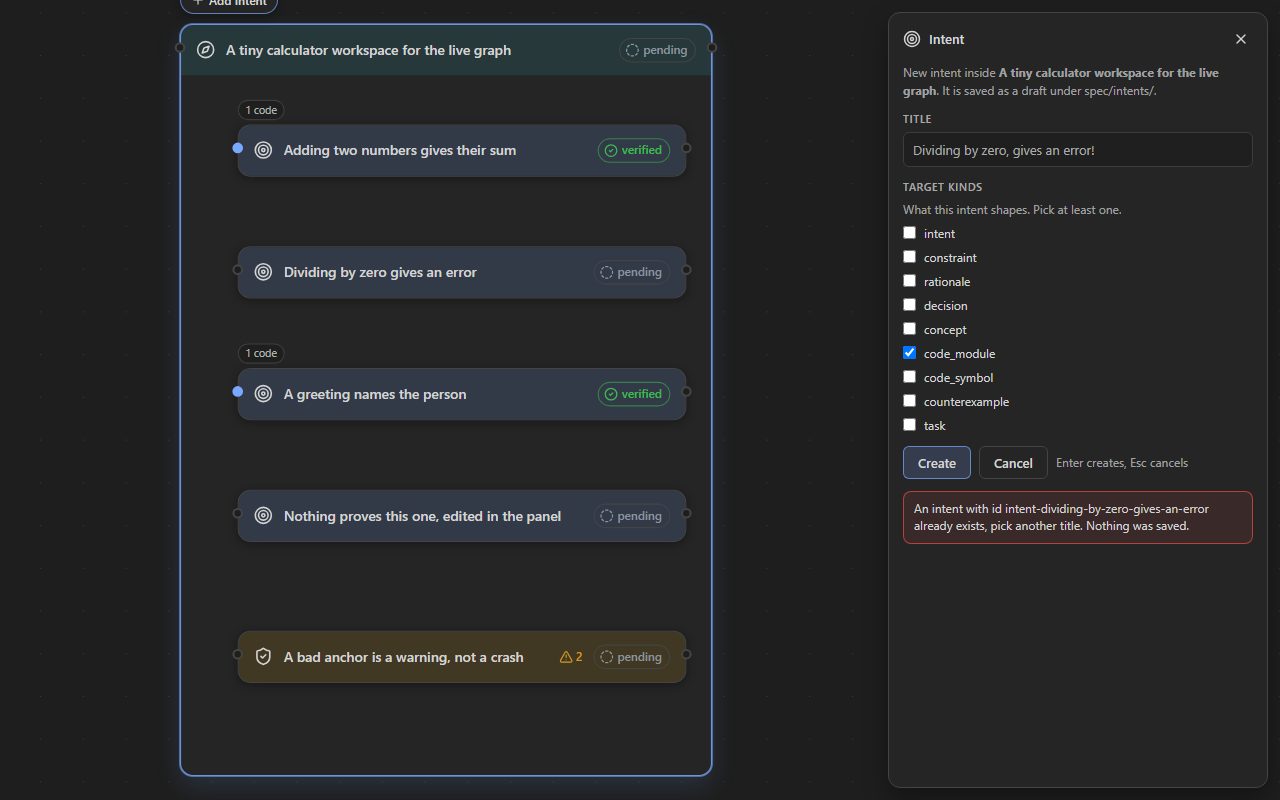 + Add Intent
A tiny calculator workspace for the live graph
pending
1 code
Adding two numbers gives their sum
verified
Dividing by zero gives an error
pending
1 code
A greeting names the person
verified
Nothing proves this one, edited in the panel
pending
A bad anchor is a warning, not a crash
2
pending
Intent
New intent inside A tiny calculator workspace for the live
graph. It is saved as a draft under spec/intents/.
TITLE
Dividing by zero, gives an error!
TARGET KINDS
What this intent shapes. Pick at least one.
intent
constraint
rationale
decision
concept
code_module
code_symbol
counterexample
task
Create
Cancel
Enter creates, Esc cancels
An intent with id intent-dividing-by-zero-gives-an-error
already exists, pick another title. Nothing was saved.